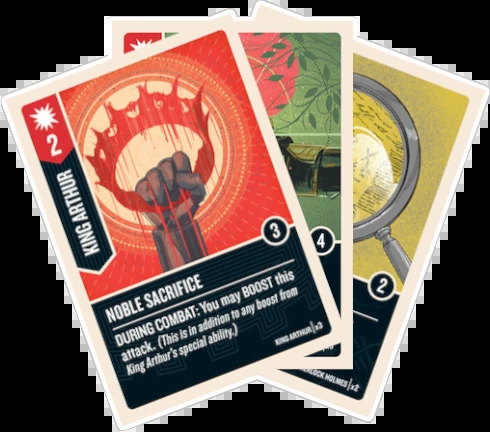 2
KING ARTHUR
3
NOBLE SACRIFICE
DURING COMBAT: You may BOOST this
attack. (This is in addition to any boost from
King Arthur's special ability.)
KING ARTHUR | x3
4
2
HOLMES | x2